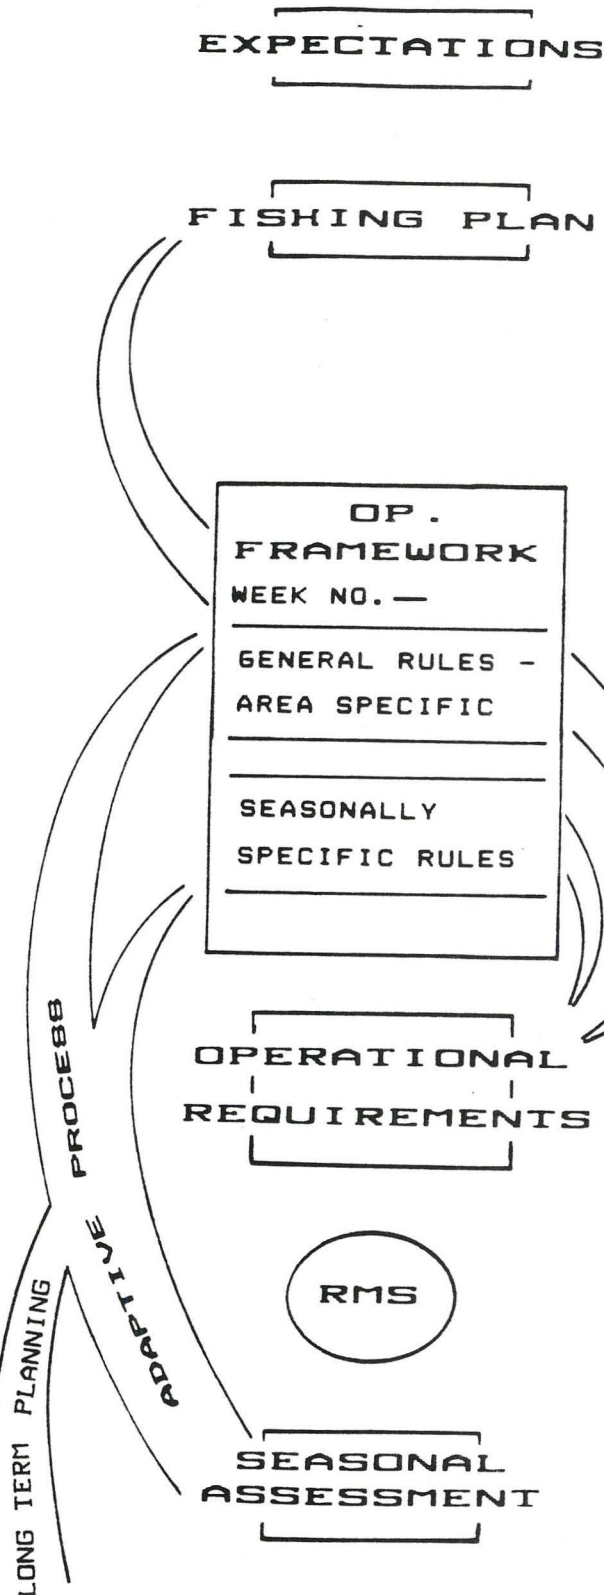 EXPECTATIONS
FISHING PLAN
OP.
FRAMEWORK
WEEK NO. —
GENERAL RULES -
AREA SPECIFIC
SEASONALLY
SPECIFIC RULES
OPERATIONAL
REQUIREMENTS
RMS
SEASONAL
ASSESSMENT
ADAPTIVE PROCESS
LONG TERM PLANNING